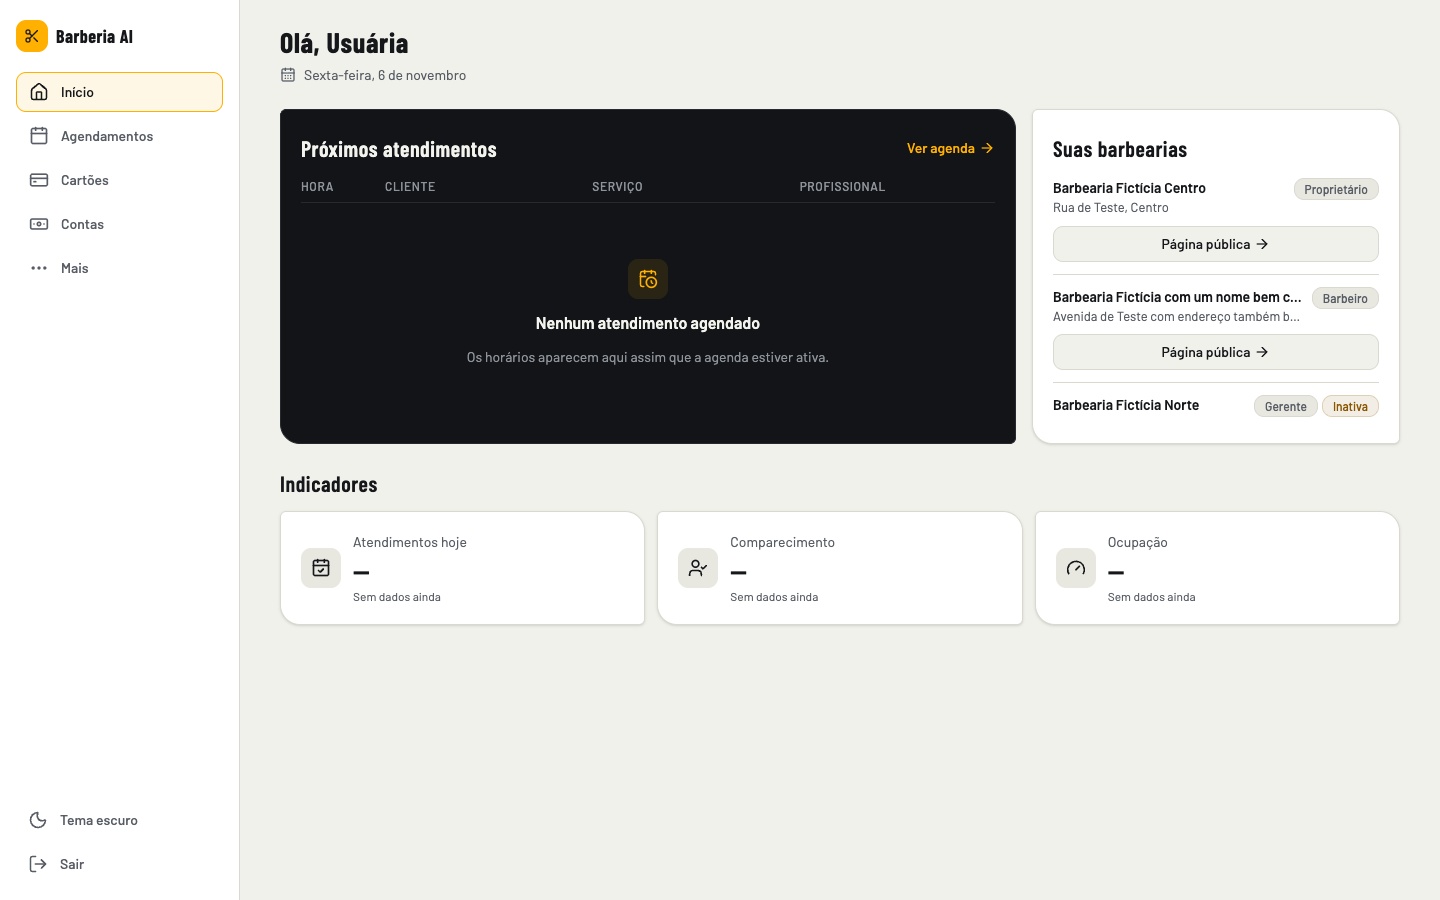 Barberia AI
Início
Agendamentos
Cartões
Contas
Mais
Tema escuro
Sair
Olá, Usuária
Sexta-feira, 6 de novembro
Próximos atendimentos
Ver agenda →
HORA CLIENTE SERVIÇO PROFISSIONAL
Nenhum atendimento agendado
Os horários aparecem aqui assim que a agenda estiver ativa.
Suas barbearias
Barbearia Fictícia Centro Proprietário
Rua de Teste, Centro
Página pública →
Barbearia Fictícia com um nome bem c... Barbeiro
Avenida de Teste com endereço também b...
Página pública →
Barbearia Fictícia Norte Gerente Inativa
Indicadores
Atendimentos hoje
—
Sem dados ainda
Comparecimento
—
Sem dados ainda
Ocupação
—
Sem dados ainda